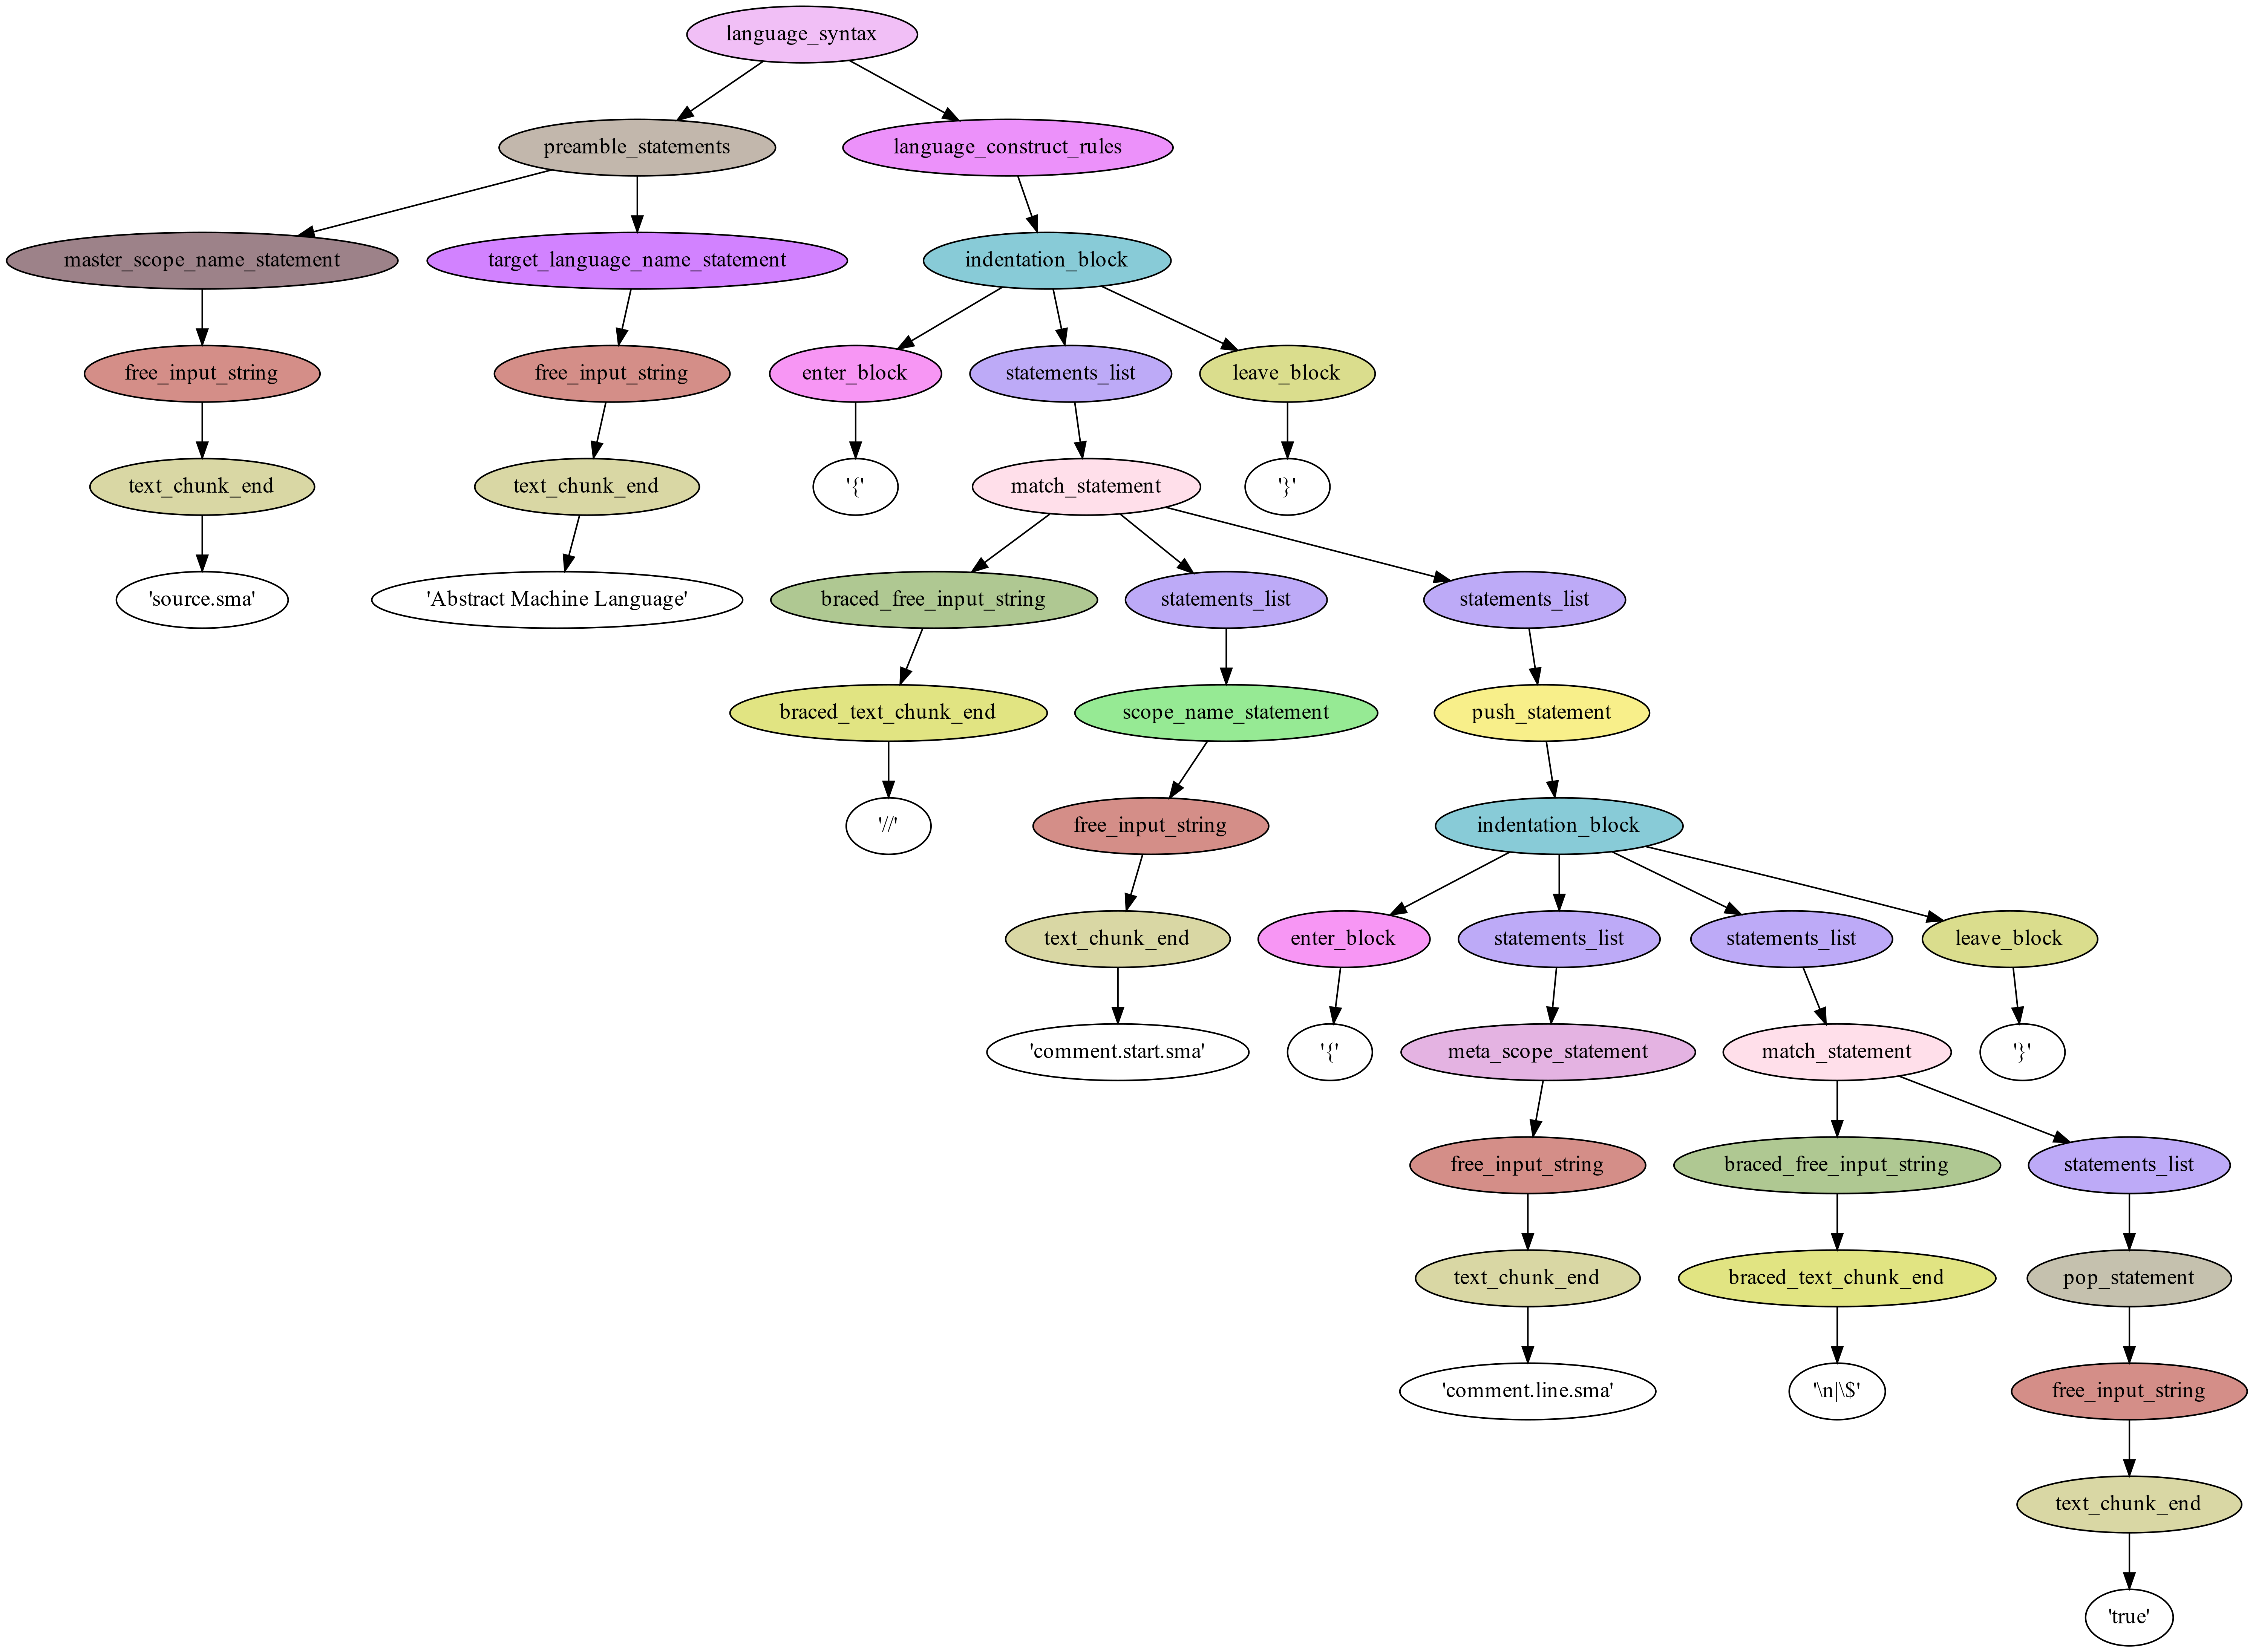 language_syntax
preamble_statements
language_construct_rules
master_scope_name_statement
target_language_name_statement
indentation_block
free_input_string
free_input_string
enter_block
statements_list
leave_block
text_chunk_end
text_chunk_end
'{'
match_statement
'}'
'source.sma'
'Abstract Machine Language'
braced_free_input_string
statements_list
statements_list
braced_text_chunk_end
scope_name_statement
push_statement
'//'
free_input_string
indentation_block
text_chunk_end
enter_block
statements_list
statements_list
leave_block
'comment.start.sma'
'{'
meta_scope_statement
match_statement
'}'
free_input_string
braced_free_input_string
statements_list
text_chunk_end
braced_text_chunk_end
pop_statement
'comment.line.sma'
'\n|\$'
free_input_string
text_chunk_end
'true'